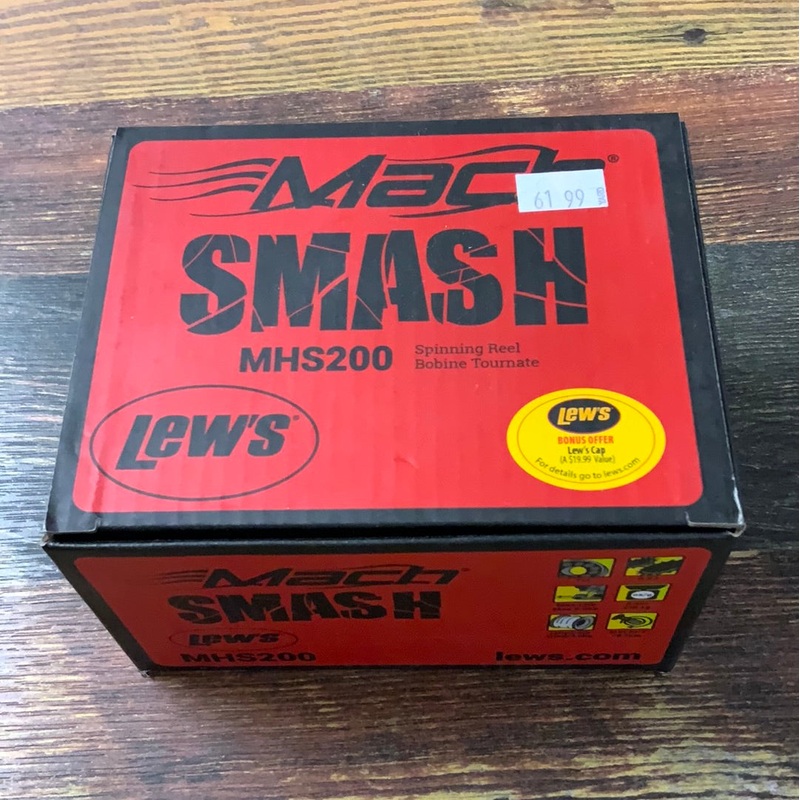 Mach®
61 99
SMASH
MHS200
Spinning Reel
Bobine Tournate
Lew's®
Lew's
BONUS OFFER
Lew's Cap
(A $19.99 Value)
For details go to lews.com
Mach®
SMASH
Lew's
MHS200
lews.com